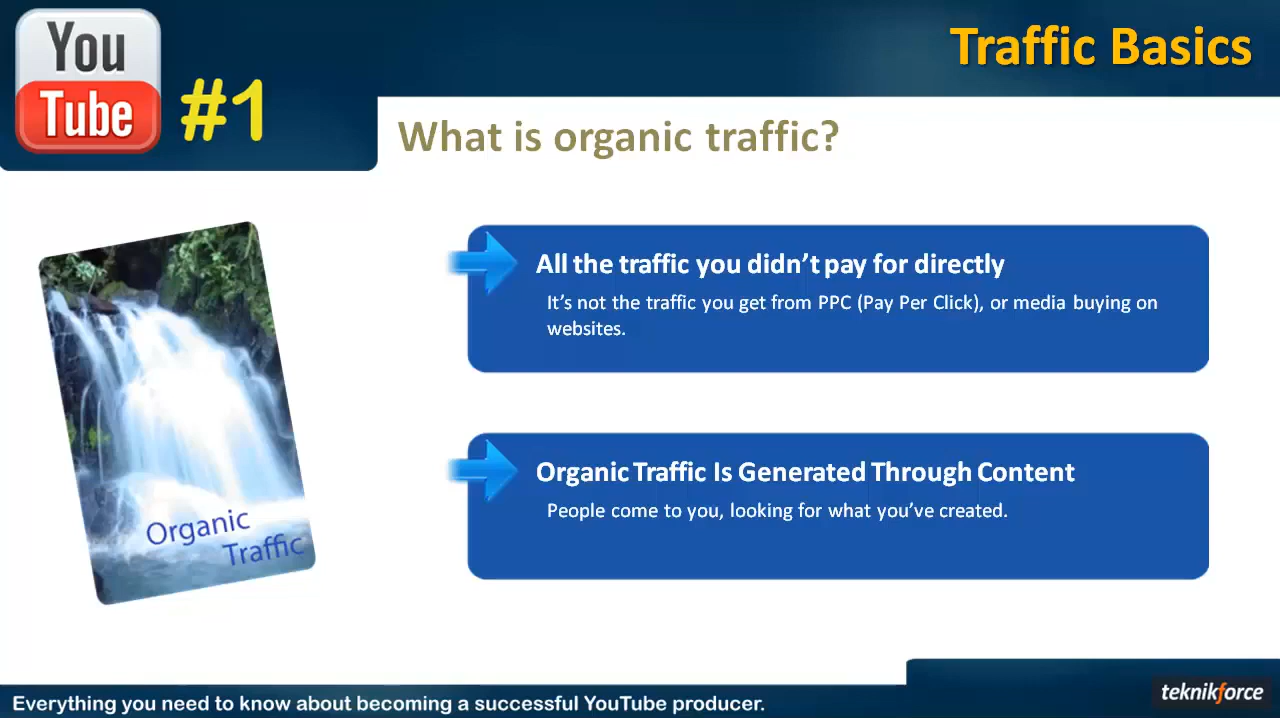 You
Tube
#1
Traffic Basics
What is organic traffic?
All the traffic you didn't pay for directly
It's not the traffic you get from PPC (Pay Per Click), or media buying on
websites.
Organic Traffic Is Generated Through Content
People come to you, looking for what you've created.
Organic
Traffic
Everything you need to know about becoming a successful YouTube producer.
teknikforce